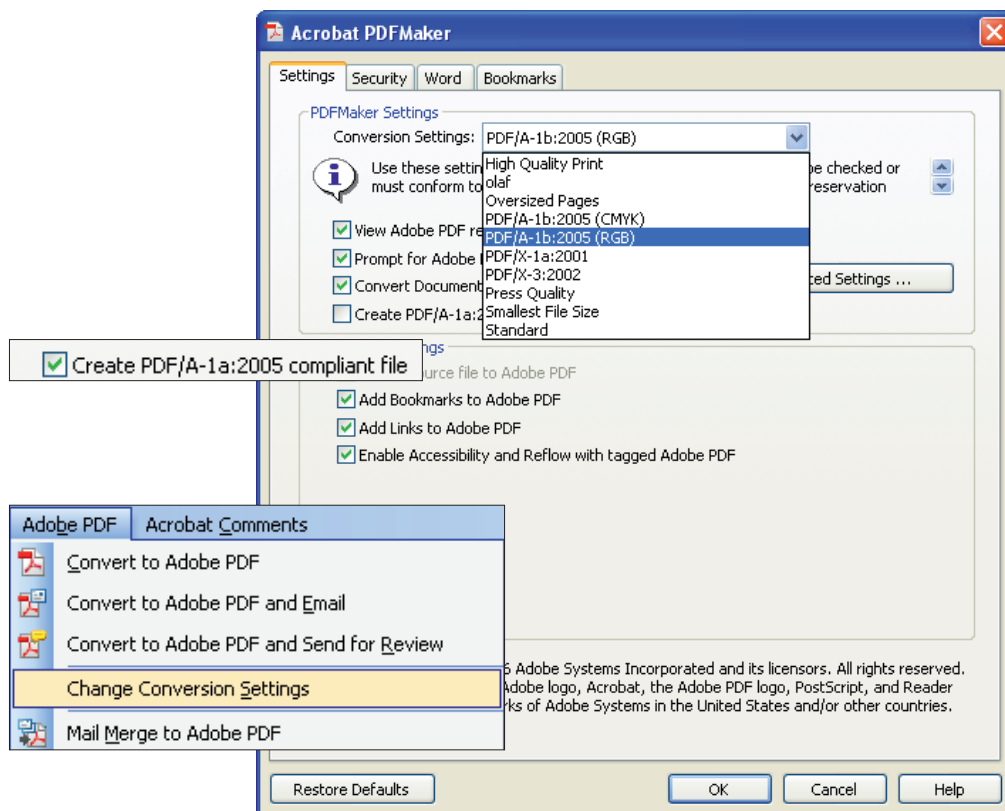 Acrobat PDFMaker
Settings Security Word Bookmarks
PDFMaker Settings
Conversion Settings: PDF/A-1b:2005 (RGB)
Use these settin
be checked or
must conform to
reservation
High Quality Print
olaf
Oversized Pages
PDF/A-1b:2005 (CMYK)
PDF/A-1b:2005 (RGB)
PDF/X-1a:2001
PDF/X-3:2002
Press Quality
Smallest File Size
Standard
View Adobe PDF re
Prompt for Adobe
Convert Document
ced Settings ...
Create PDF/A-1a:2
ngs
Create PDF/A-1a:2005 compliant file
urce file to Adobe PDF
Add Bookmarks to Adobe PDF
Add Links to Adobe PDF
Enable Accessibility and Reflow with tagged Adobe PDF
Adobe PDF Acrobat Comments
Convert to Adobe PDF
Convert to Adobe PDF and Email
Convert to Adobe PDF and Send for Review
Change Conversion Settings
Mail Merge to Adobe PDF
6 Adobe Systems Incorporated and its licensors. All rights reserved.
Adobe logo, Acrobat, the Adobe PDF logo, PostScript, and Reader
ks of Adobe Systems in the United States and/or other countries.
Restore Defaults OK Cancel Help